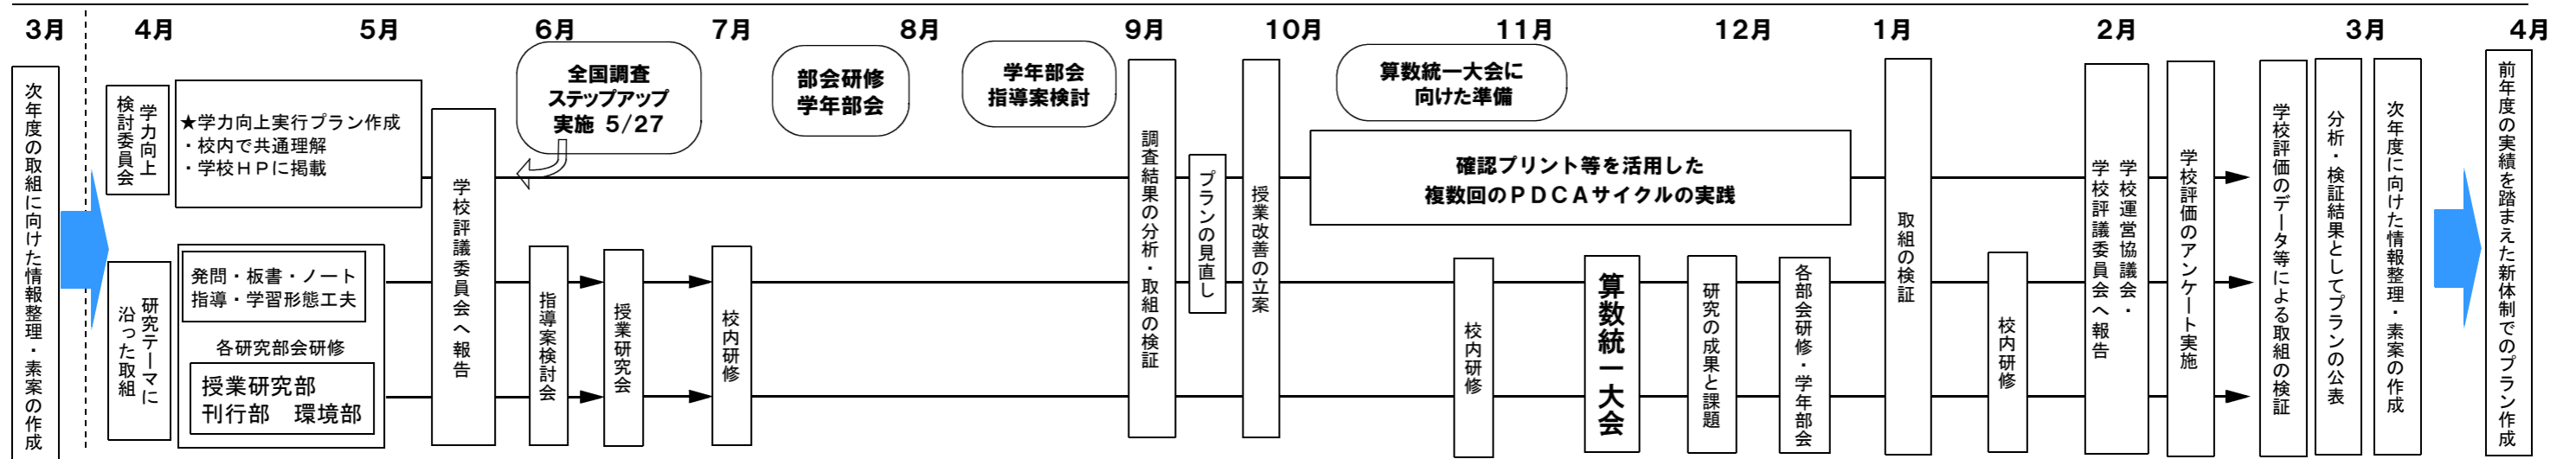 3月
4月
5月
6月
7月
8月
9月
10月
11月
12月
1月
2月
3月
4月
次年度の取組に向けた情報整理・素案の作成
学力向上
検討委員会
★学力向上実行プラン作成
・校内で共通理解
・学校HPに掲載
研究テーマに
沿った取組
発問・板書・ノート
指導・学習形態工夫
各研究部会研修
授業研究部
刊行部 環境部
学校評議委員会へ報告
全国調査
ステップアップ
実施 5/27
指導案検討会
授業研究会
校内研修
部会研修
学年部会
学年部会
指導案検討
調査結果の分析・取組の検証
プランの見直し
授業改善の立案
算数統一大会に
向けた準備
確認プリント等を活用した
複数回のPDCAサイクルの実践
校内研修
算数統一大会
研究の成果と課題
各部会研修・学年部会
取組の検証
校内研修
学校運営協議会・
学校評議委員会へ報告
学校評価のアンケート実施
学校評価のデータ等による取組の検証
分析・検証結果としてプランの公表
次年度に向けた情報整理・素案の作成
前年度の実績を踏まえた新体制でのプラン作成